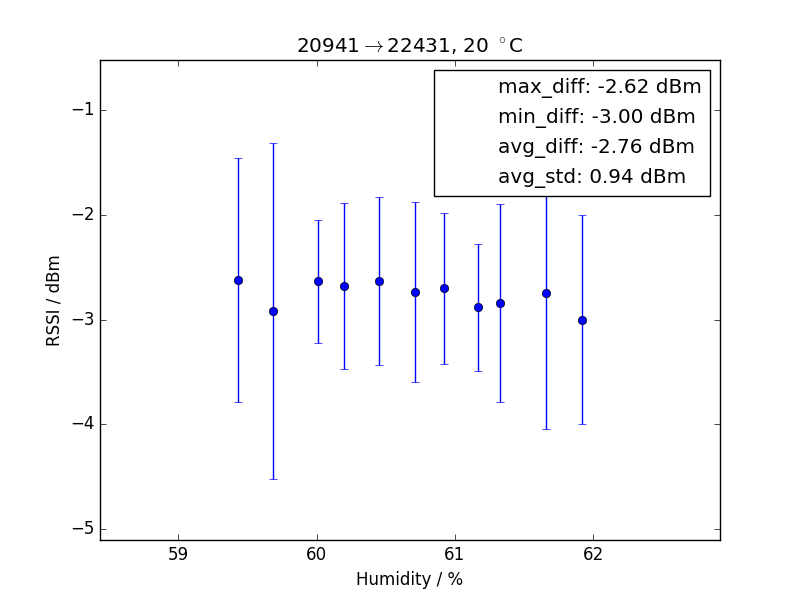 20941→22431, 20 °C
max_diff: -2.62 dBm
min_diff: -3.00 dBm
avg_diff: -2.76 dBm
avg_std: 0.94 dBm
RSSI / dBm
−1
−2
−3
−4
−5
59 60 61 62
Humidity / %